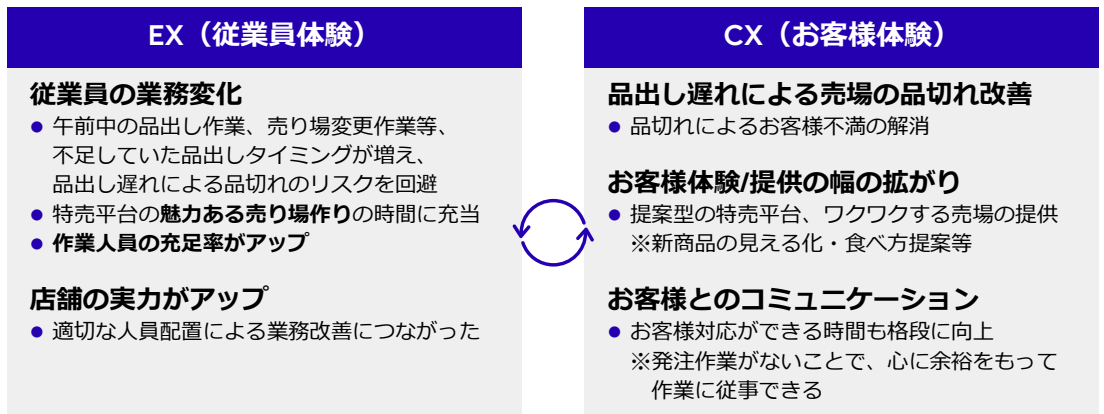 EX（従業員体験）
従業員の業務変化
● 午前中の品出し作業、売り場変更作業等、
不足していた品出しタイミングが増え、
品出し遅れによる品切れのリスクを回避
● 特売平台の魅力ある売り場作りの時間に充当
● 作業人員の充足率がアップ
店舗の実力がアップ
● 適切な人員配置による業務改善につながった
CX（お客様体験）
品出し遅れによる売場の品切れ改善
● 品切れによるお客様不満の解消
お客様体験/提供の幅の拡がり
● 提案型の特売平台、ワクワクする売場の提供
※新商品の見える化・食べ方提案等
お客様とのコミュニケーション
● お客様対応ができる時間も格段に向上
※発注作業がないことで、心に余裕をもって
作業に従事できる